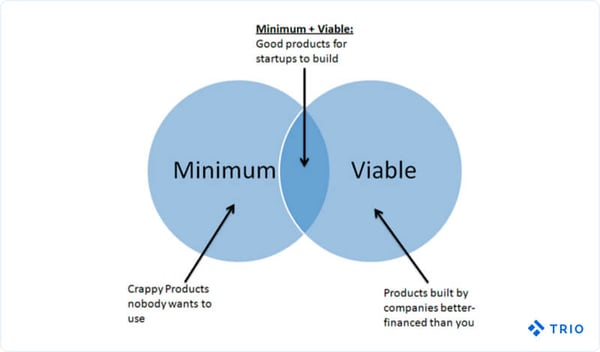 Minimum + Viable:
Good products for
startups to build
Minimum
Viable
Crappy Products
nobody wants to
use
Products built by
companies better-
financed than you
TRIO